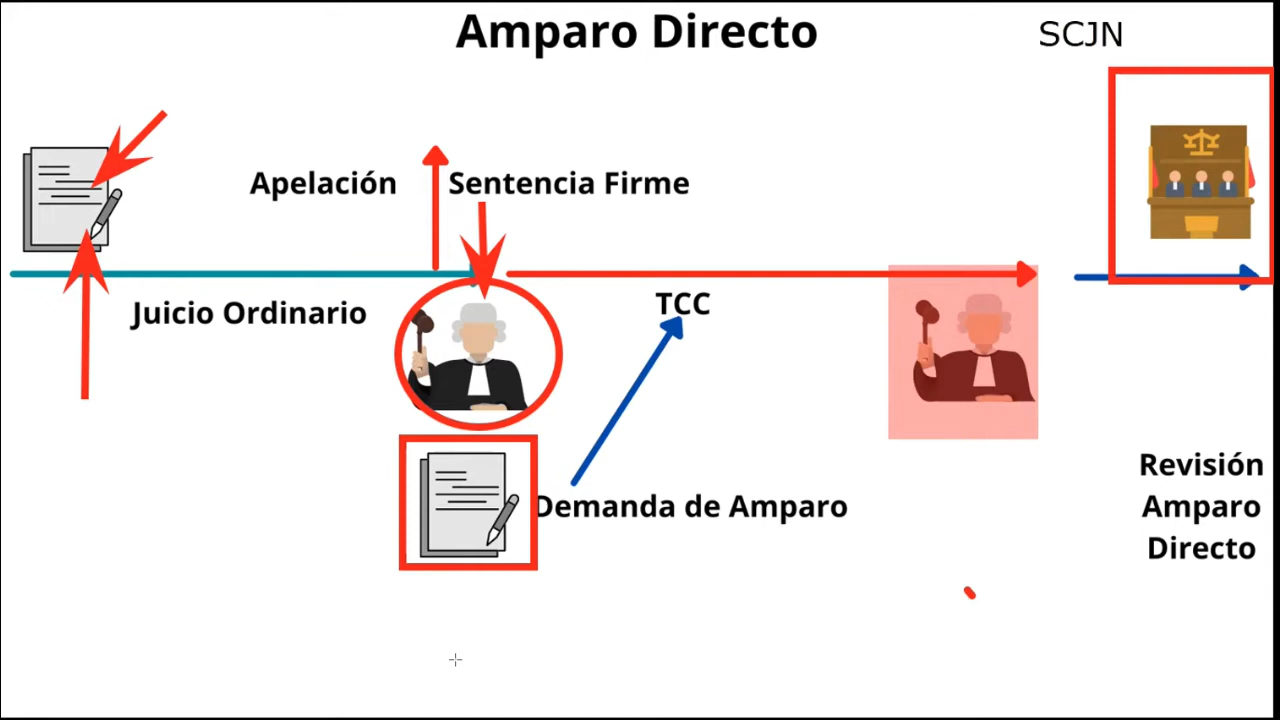 Amparo Directo
SCJN
Apelación
Sentencia Firme
Juicio Ordinario
TCC
Demanda de Amparo
Revisión
Amparo
Directo